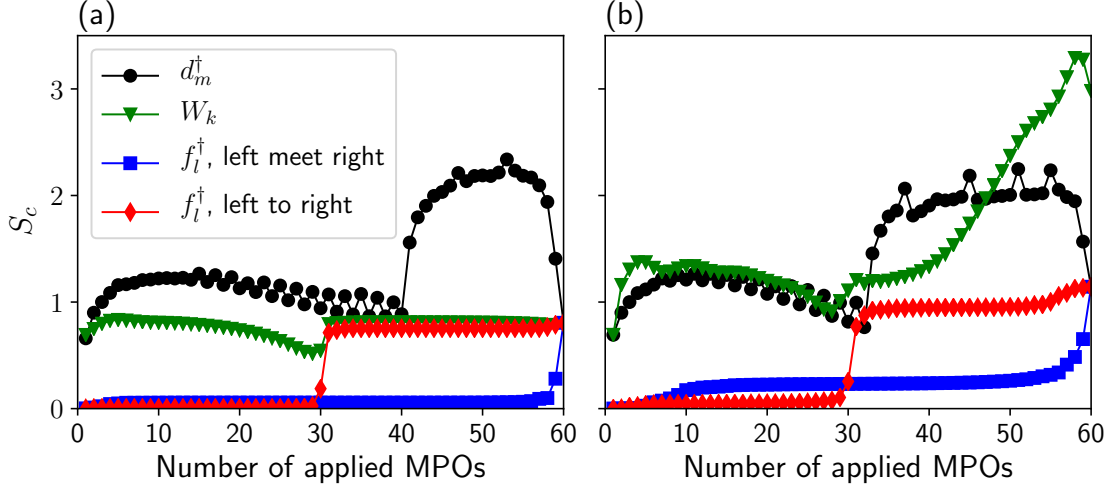 (a)
(b)
3
2
1
0
S_c
d_m^†
W_k
f_l^†, left meet right
f_l^†, left to right
0 10 20 30 40 50 60
0 10 20 30 40 50 60
Number of applied MPOs
Number of applied MPOs